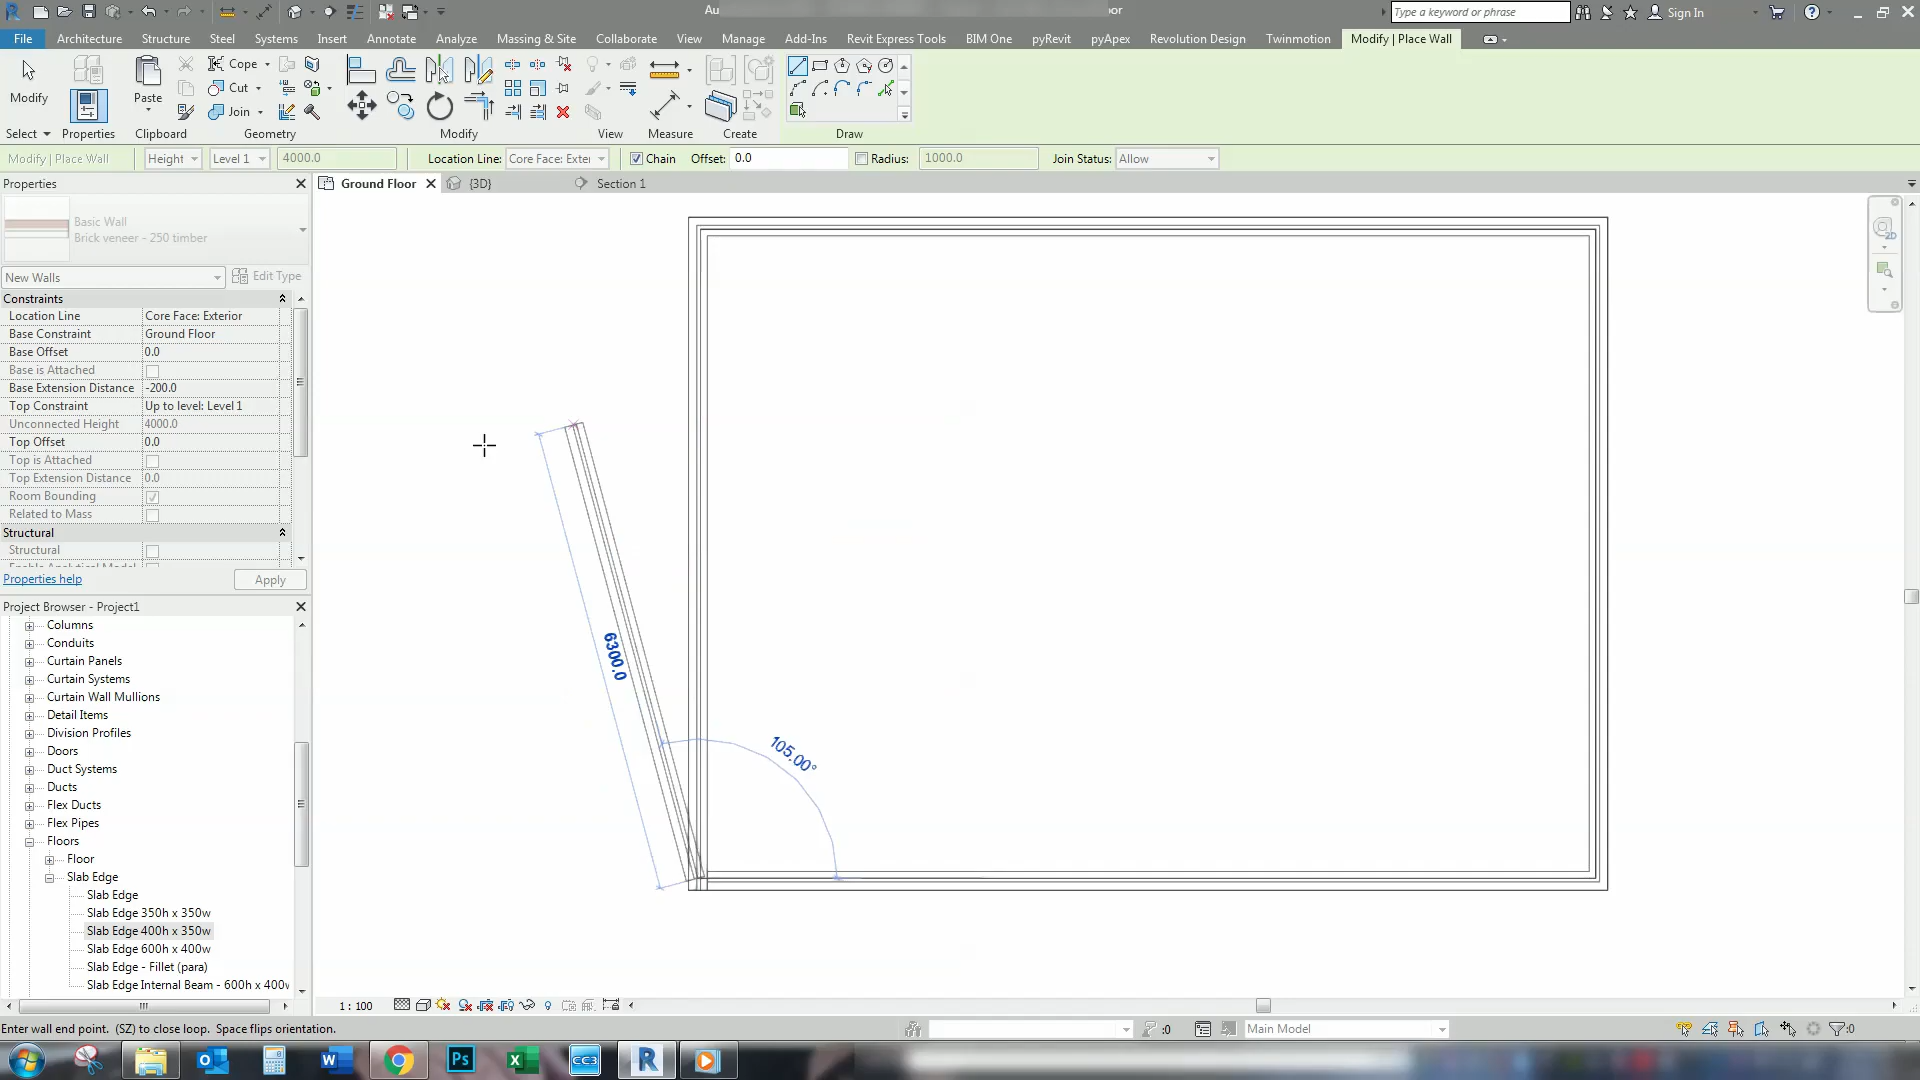 Au
or
Type a keyword or phrase
Sign In
File
Architecture
Structure
Steel
Systems
Insert
Annotate
Analyze
Massing & Site
Collaborate
View
Manage
Add-Ins
Revit Express Tools
BIM One
pyRevit
pyApex
Revolution Design
Twinmotion
Modify | Place Wall
Modify
Paste
Cope
Cut
Join
Select
Properties
Clipboard
Geometry
Modify
View
Measure
Create
Draw
Modify | Place Wall
Height
Level 1
4000.0
Location Line:
Core Face: Exter
Chain
Offset:
0.0
Radius:
1000.0
Join Status:
Allow
Properties
Ground Floor
{3D}
Section 1
Basic Wall
Brick veneer - 250 timber
New Walls
Edit Type
Constraints
Location Line Core Face: Exterior
Base Constraint Ground Floor
Base Offset 0.0
Base is Attached
Base Extension Distance -200.0
Top Constraint Up to level: Level 1
Unconnected Height 4000.0
Top Offset 0.0
Top is Attached
Top Extension Distance 0.0
Room Bounding
Related to Mass
Structural
Structural
Enable Analytical Model
Properties help
Apply
Project Browser - Project1
Columns
Conduits
Curtain Panels
Curtain Systems
Curtain Wall Mullions
Detail Items
Division Profiles
Doors
Duct Systems
Ducts
Flex Ducts
Flex Pipes
Floors
Floor
Slab Edge
Slab Edge
Slab Edge 350h x 350w
Slab Edge 400h x 350w
Slab Edge 600h x 400w
Slab Edge - Fillet (para)
Slab Edge Internal Beam - 600h x 400w
6300.0
105.00°
2D
1 : 100
Enter wall end point. (SZ) to close loop. Space flips orientation.
:0
Main Model
:0
W
Ps
X
CC3
R